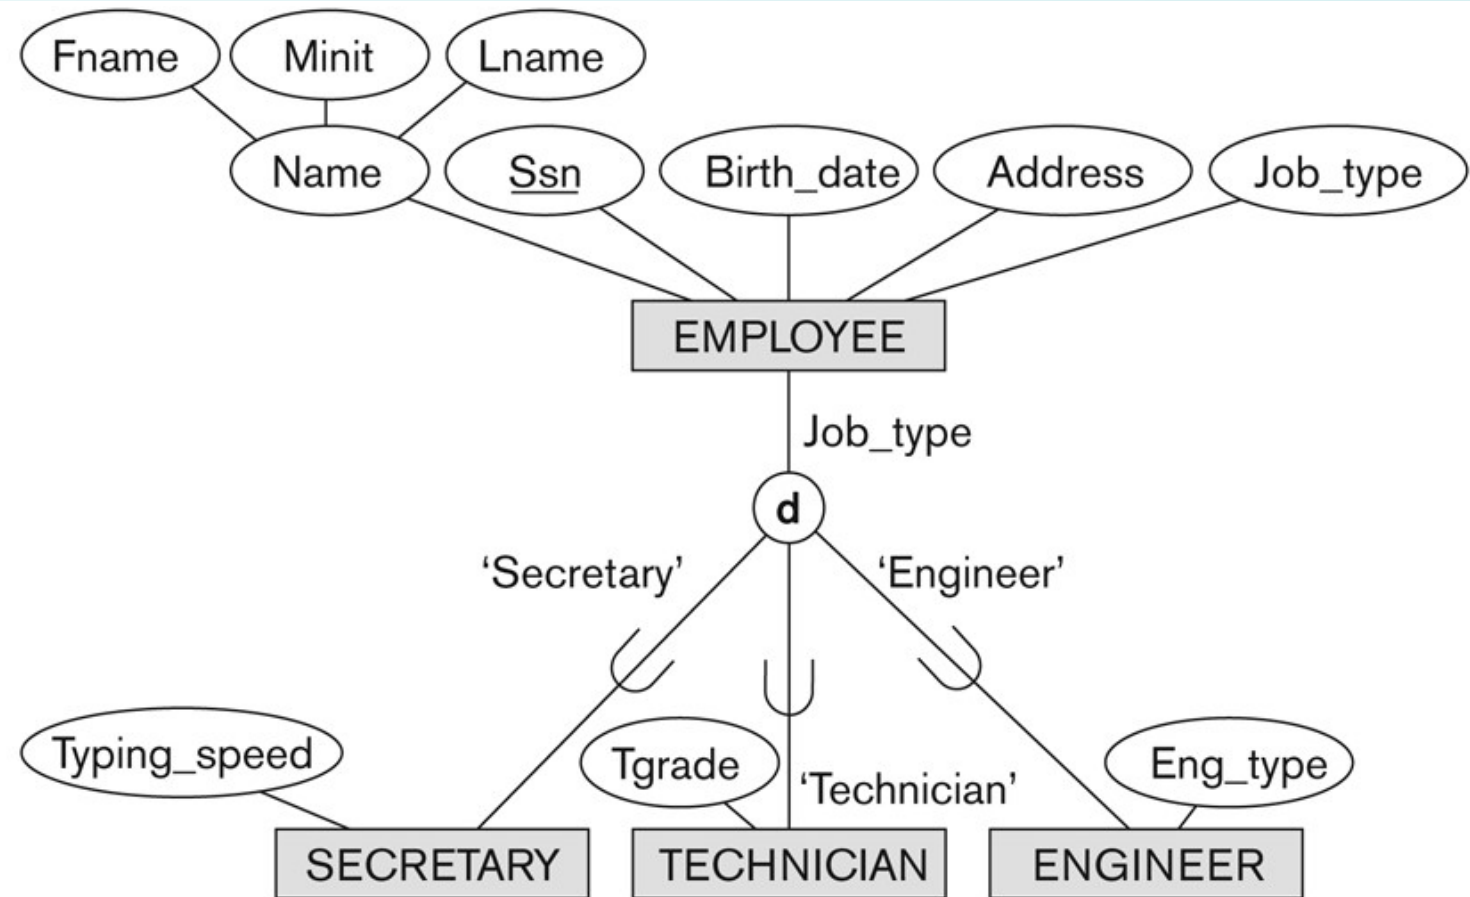 Fname Minit Lname
Name Ssn Birth_date Address Job_type
EMPLOYEE
Job_type
d
‘Secretary’ ‘Engineer’
Typing_speed Tgrade Eng_type
‘Technician’
SECRETARY TECHNICIAN ENGINEER